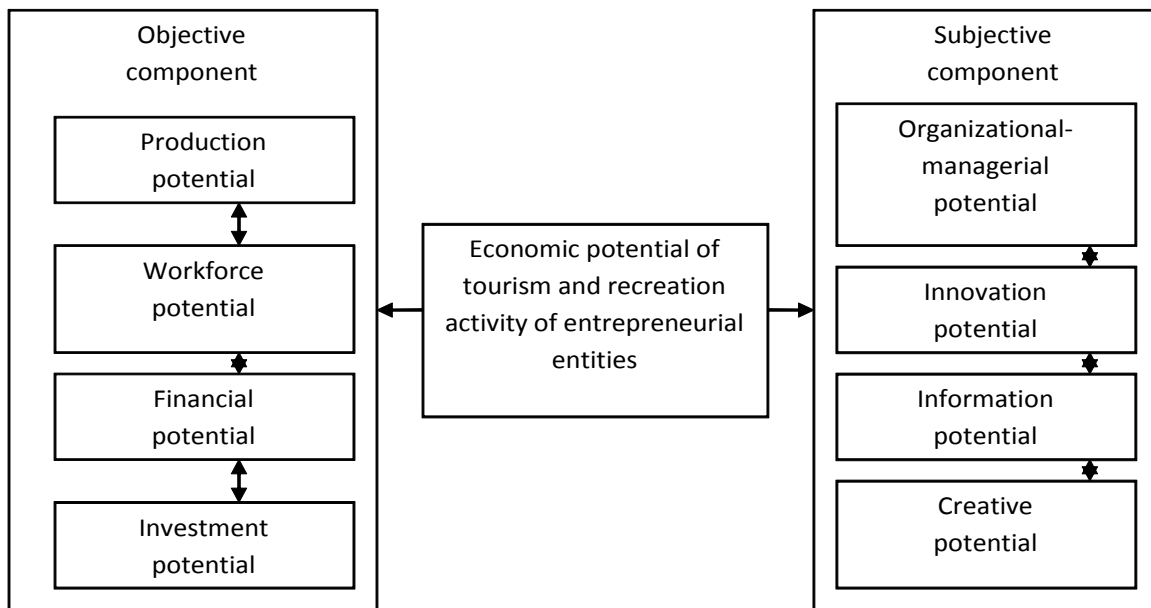 Objective
component
Production
potential
Workforce
potential
Financial
potential
Investment
potential
Economic potential of
tourism and recreation
activity of entrepreneurial
entities
Subjective
component
Organizational-
managerial
potential
Innovation
potential
Information
potential
Creative
potential